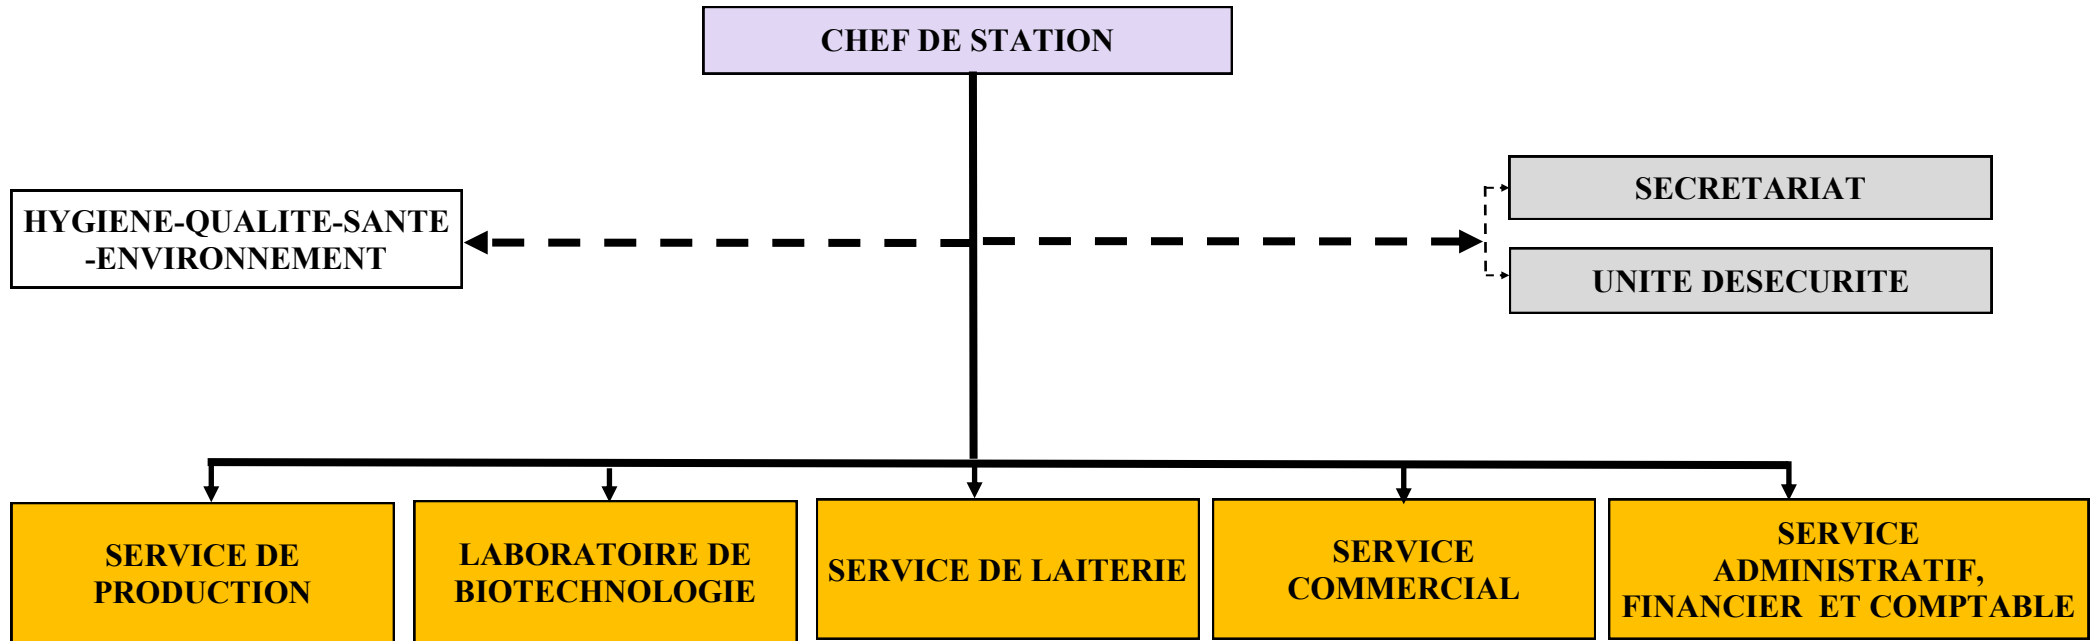 CHEF DE STATION
HYGIENE-QUALITE-SANTE
-ENVIRONNEMENT
SECRETARIAT
UNITE DESECURITE
SERVICE DE
PRODUCTION
LABORATOIRE DE
BIOTECHNOLOGIE
SERVICE DE LAITERIE
SERVICE
COMMERCIAL
SERVICE
ADMINISTRATIF,
FINANCIER ET COMPTABLE